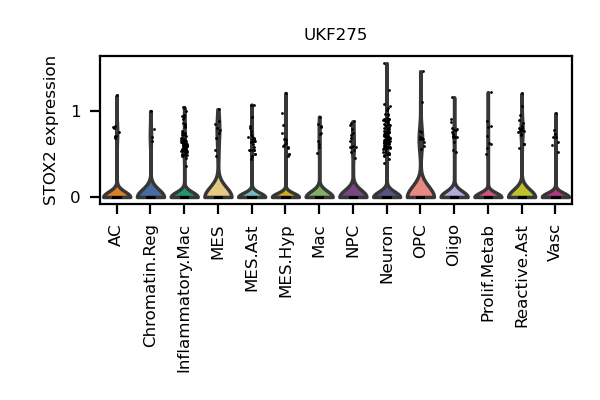 UKF275
STOX2 expression
1
0
AC
Chromatin.Reg
Inflammatory.Mac
MES
MES.Ast
MES.Hyp
Mac
NPC
Neuron
OPC
Oligo
Prolif.Metab
Reactive.Ast
Vasc